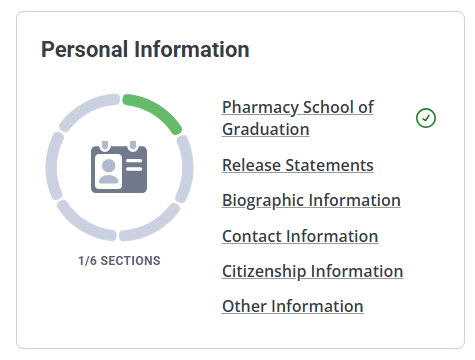 Personal Information
Pharmacy School of
Graduation
Release Statements
Biographic Information
Contact Information
Citizenship Information
Other Information
1/6 SECTIONS